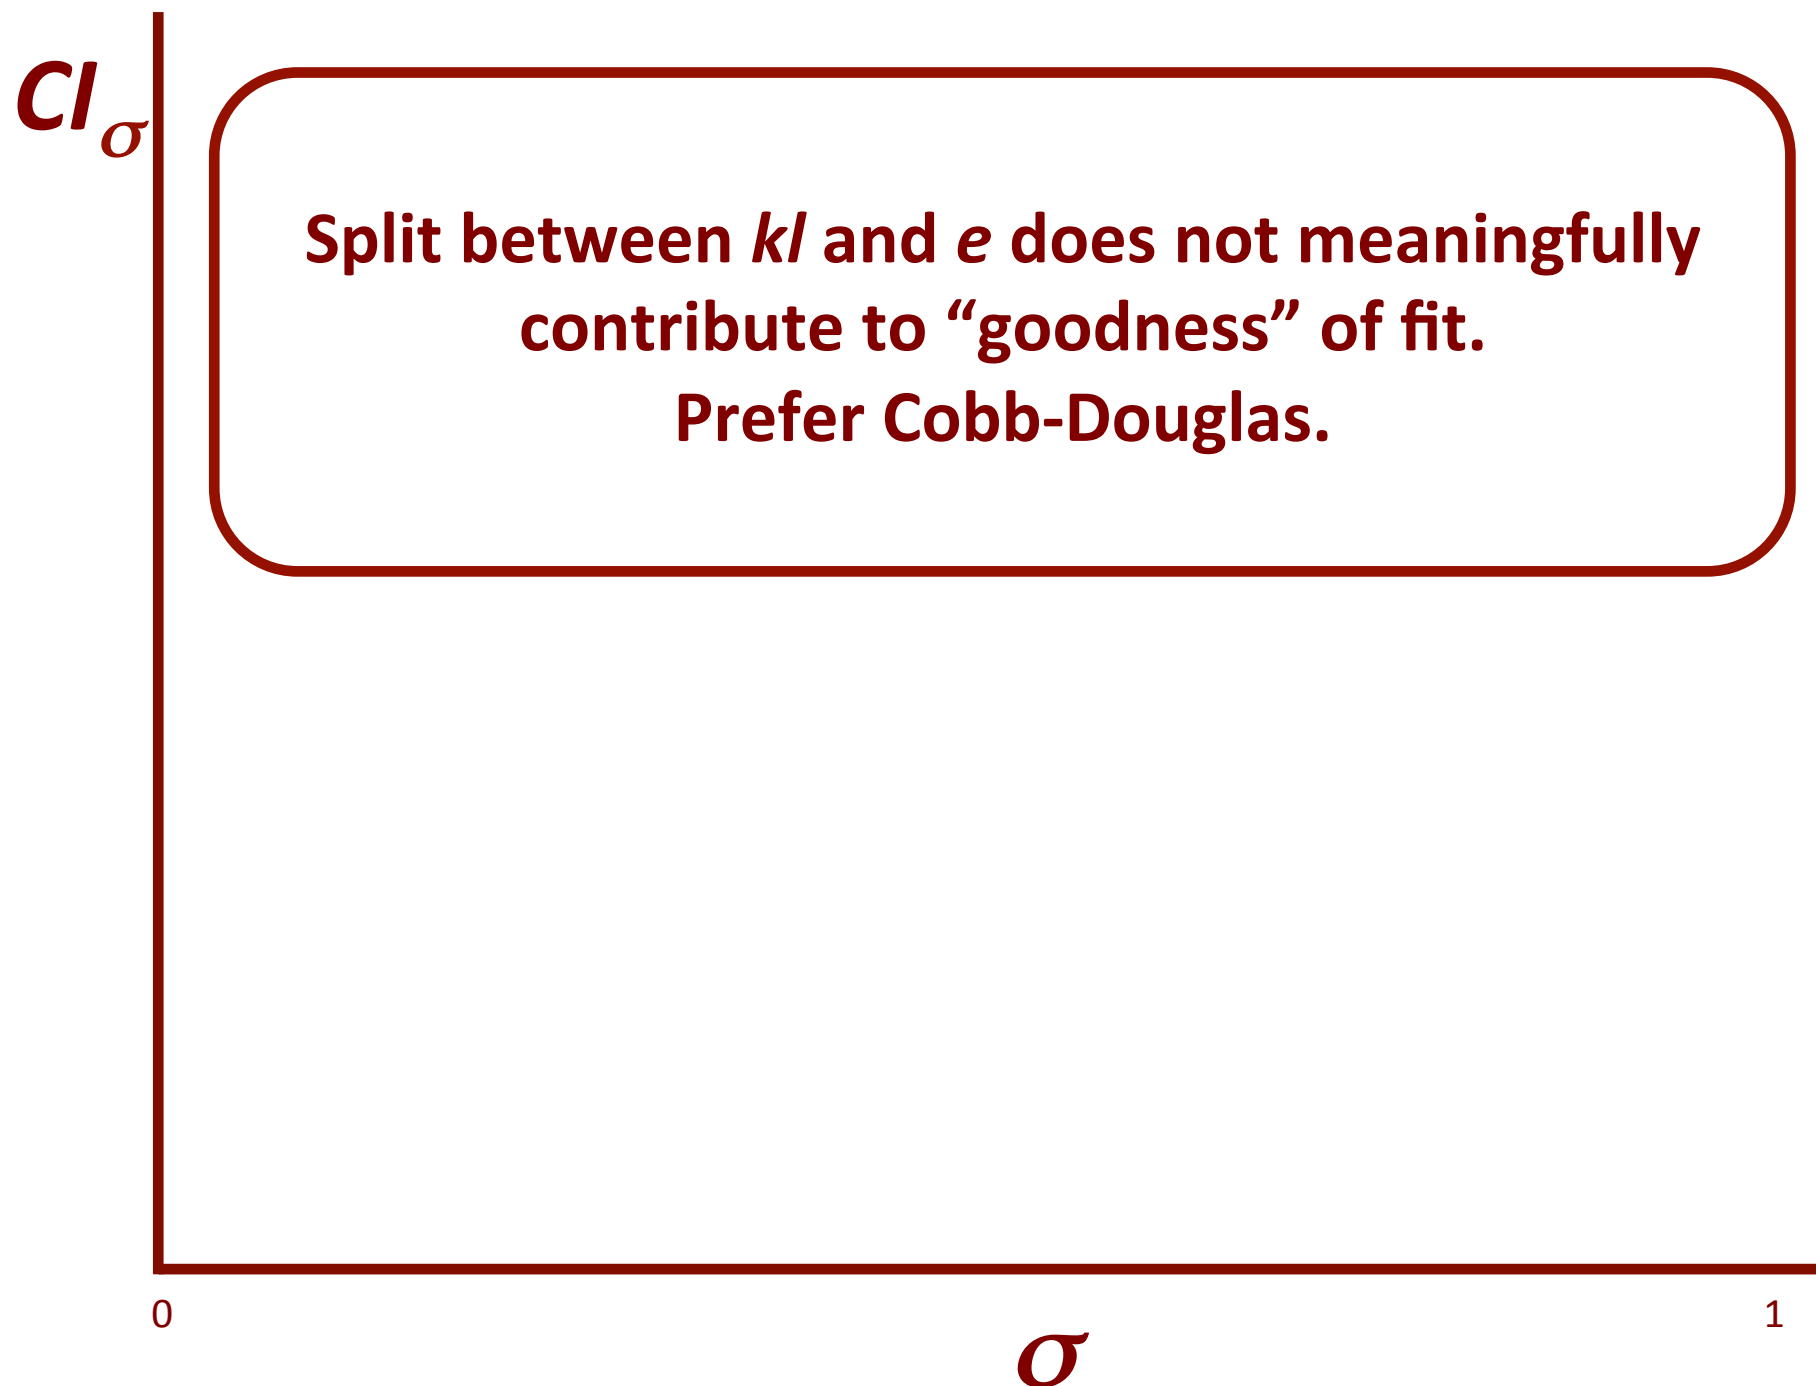 CIσ
Split between kl and e does not meaningfully
contribute to “goodness” of fit.
Prefer Cobb-Douglas.
0
1
σ